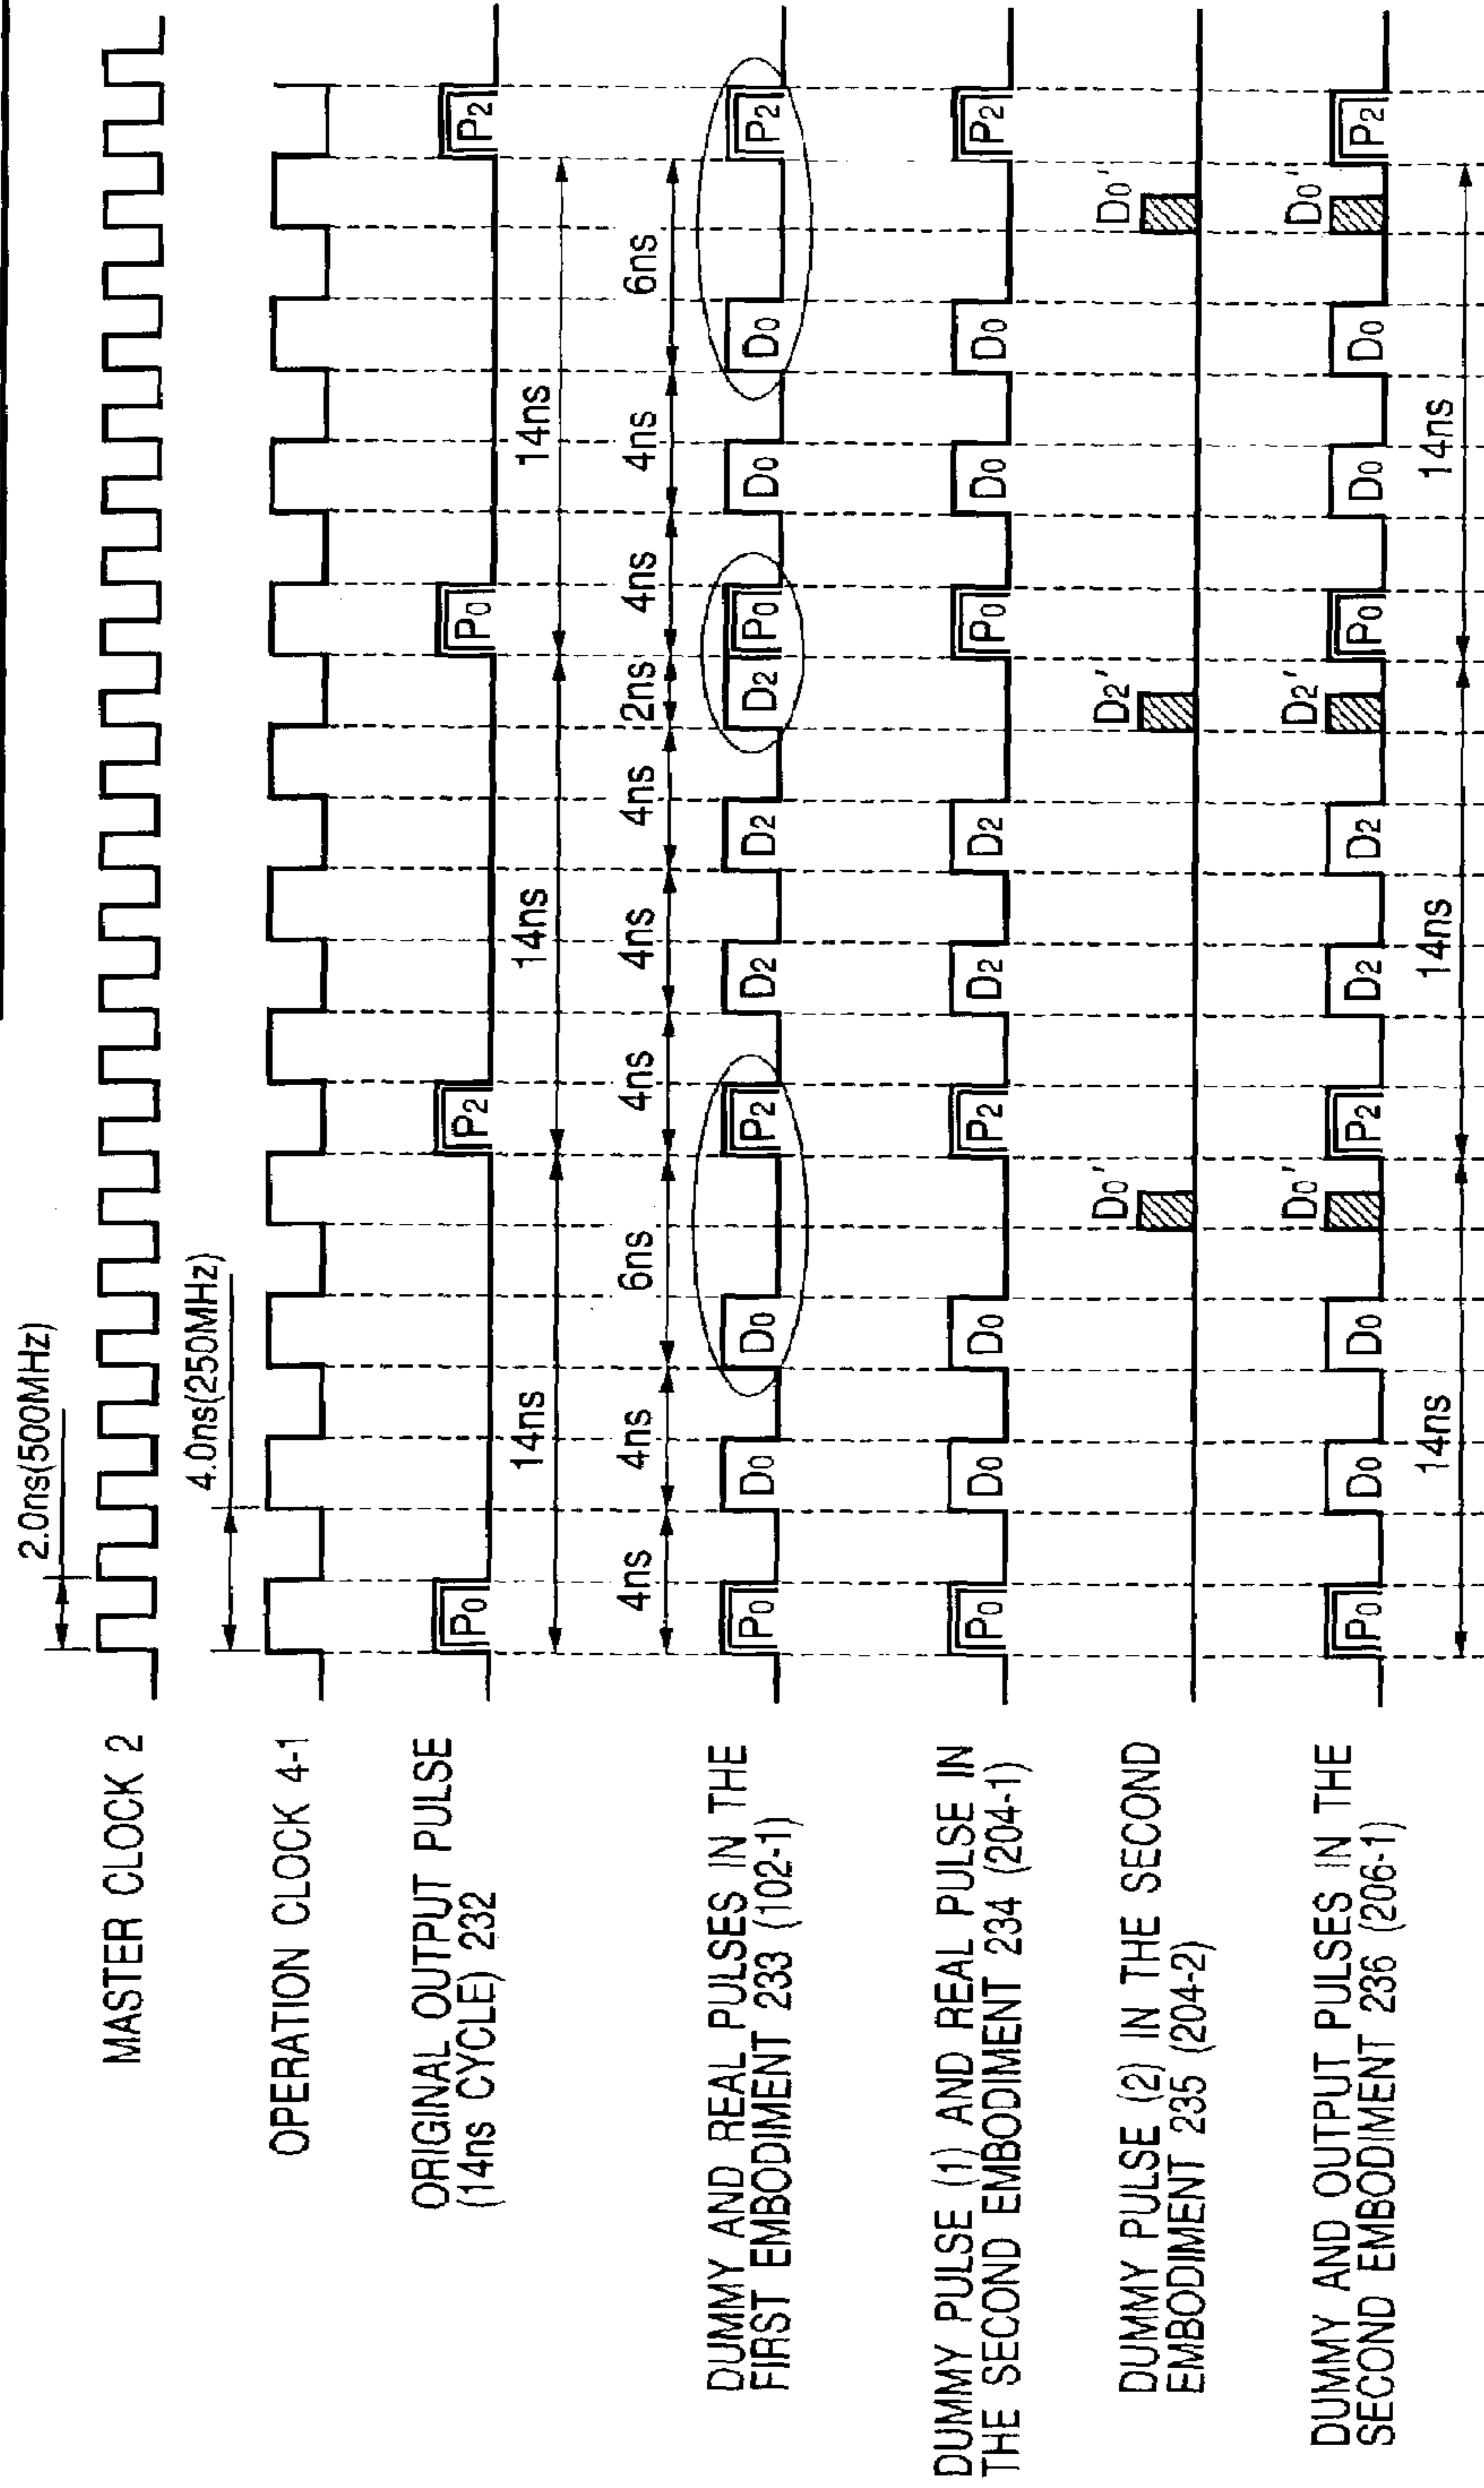 2.0ns(500MHz)
MASTER CLOCK 2
4.0ns(250MHz)
OPERATION CLOCK 4-1
ORIGINAL OUTPUT PULSE
(14ns CYCLE) 232
P0 P2 P0 P2
14ns 14ns 14ns
4ns 4ns 6ns 4ns 4ns 4ns 2ns 4ns 4ns 6ns
DUMMY AND REAL PULSES IN THE
FIRST EMBODIMENT 233 (102-1)
P0 D0 D0 P2 D2 D2 D2 P0 D0 D0 P2
DUMMY PULSE (1) AND REAL PULSE IN
THE SECOND EMBODIMENT 234 (204-1)
P0 D0 D0 P2 D2 D2 P0 D0 D0 P2
DUMMY PULSE (2) IN THE SECOND
EMBODIMENT 235 (204-2)
D0' D2' D0'
DUMMY AND OUTPUT PULSES IN THE
SECOND EMBODIMENT 236 (206-1)
P0 D0 D0 D0' P2 D2 D2 D2' P0 D0 D0 D0' P2
14ns 14ns 14ns